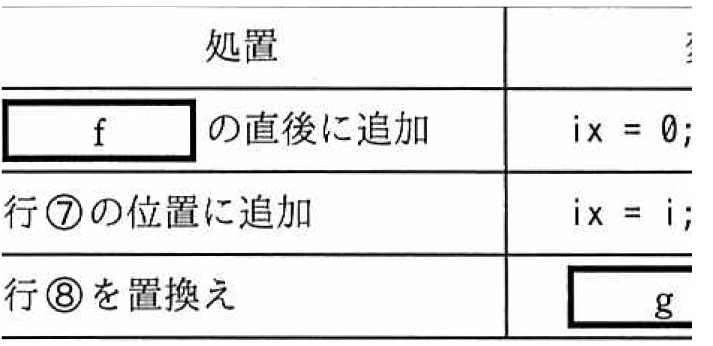 処置
f の直後に追加 ix = 0;
行⑦の位置に追加 ix = i;
行⑧を置換え g